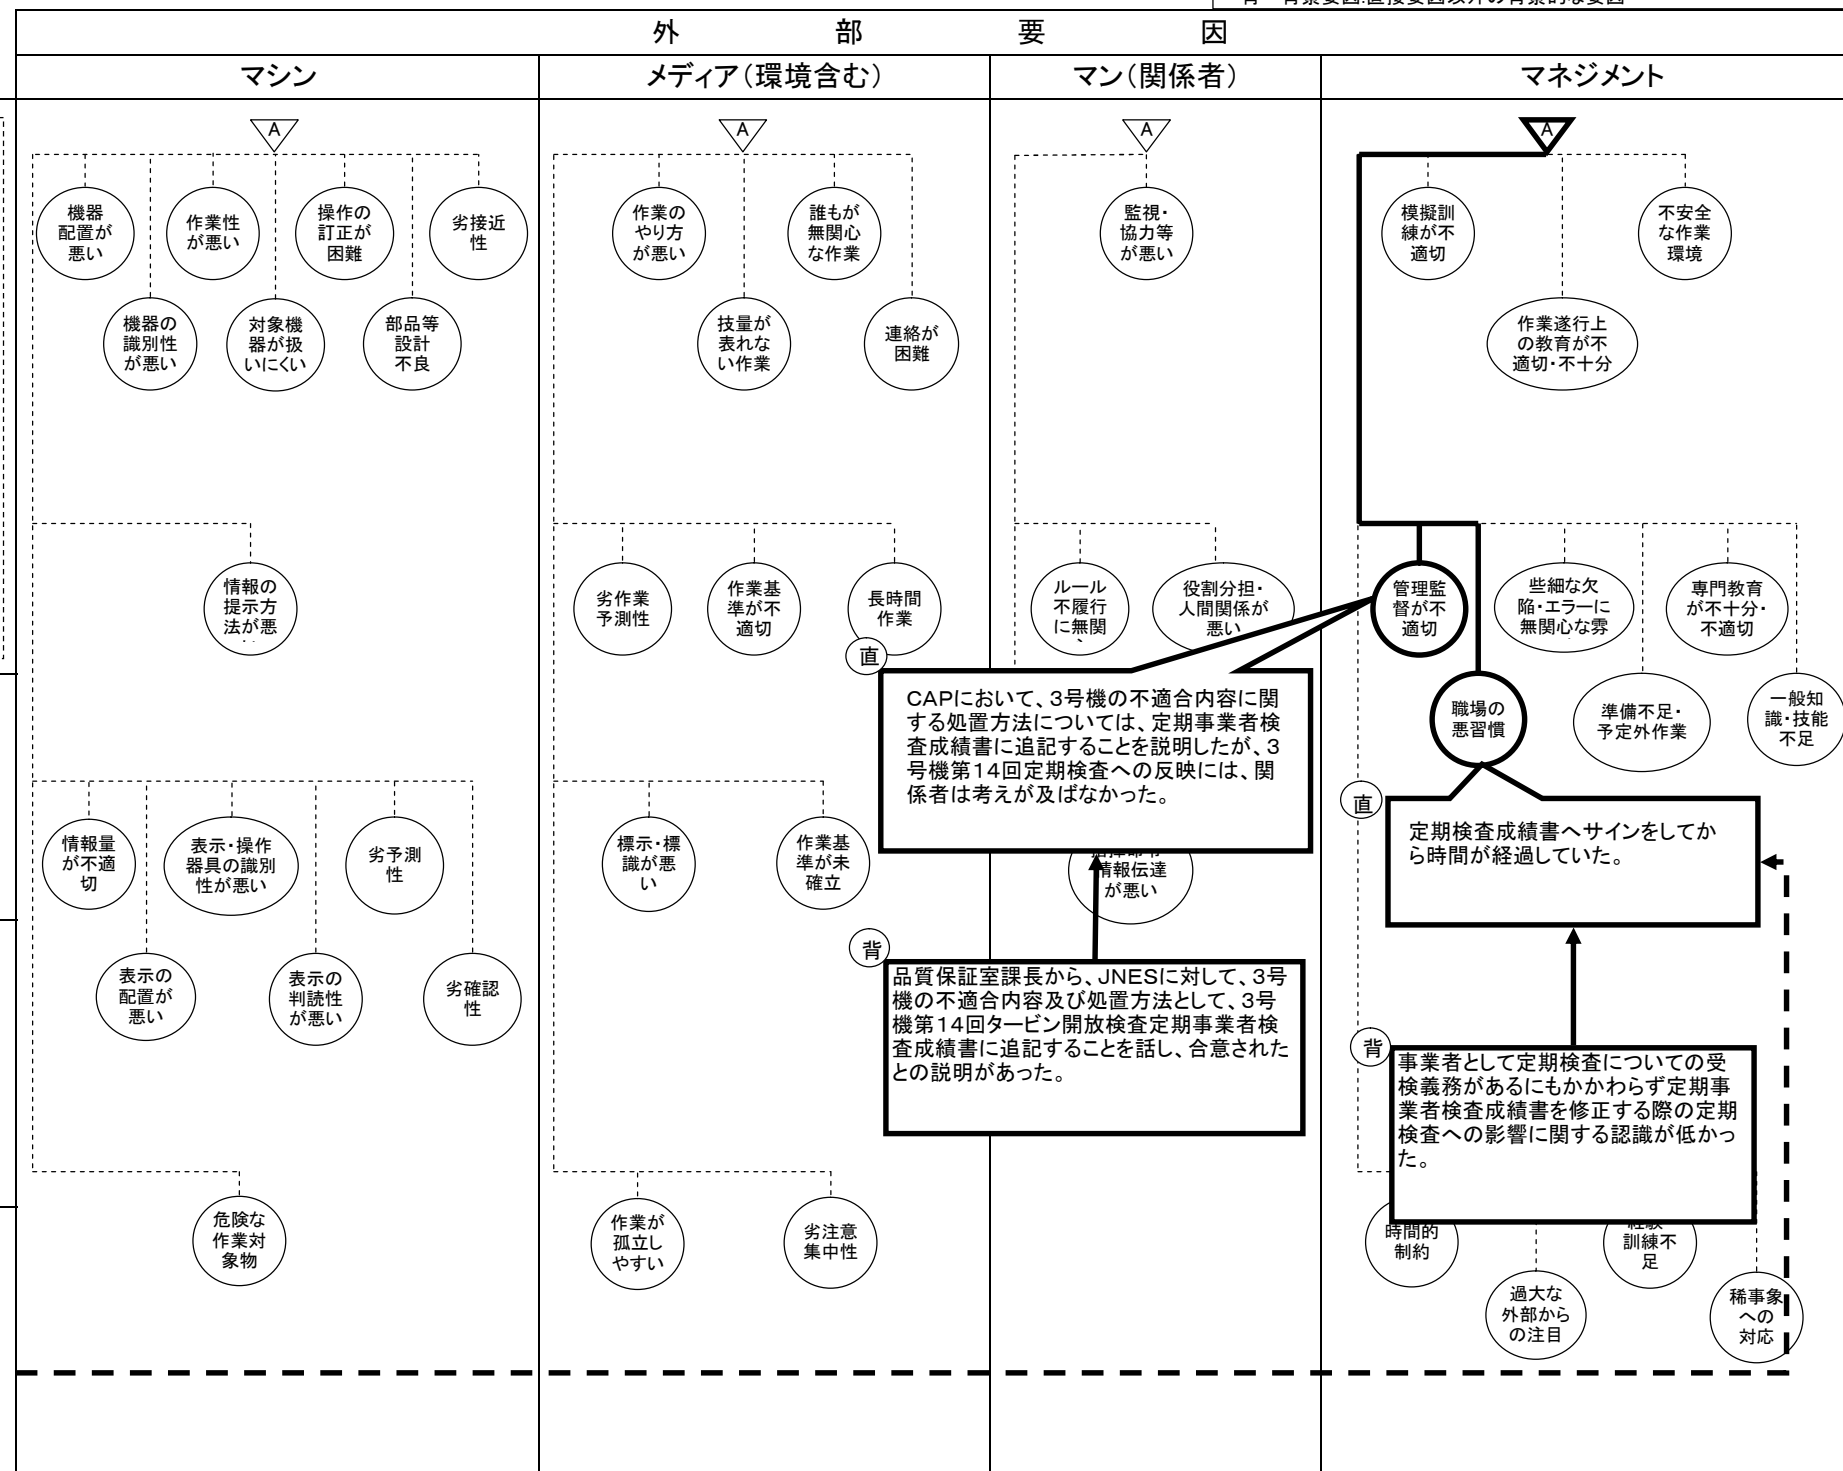 外部要因
マシン
メディア（環境含む）
マン（関係者）
マネジメント
A
機器
配置が
悪い
作業性
が悪い
操作の
訂正が
困難
劣接近
性
機器の
識別性
が悪い
対象機
器が扱
いにくい
部品等
設計
不良
情報の
提示方
法が悪
情報量
が不適
切
表示・操作
器具の識別
性が悪い
劣予測
性
表示の
配置が
悪い
表示の
判読性
が悪い
劣確認
性
危険な
作業対
象物
A
作業の
やり方
が悪い
誰もが
無関心
な作業
技量が
表れな
い作業
連絡が
困難
劣作業
予測性
作業基
準が不
適切
長時間
作業
標示・標
識が悪
い
作業基
準が未
確立
作業が
孤立し
やすい
劣注意
集中性
A
監視・
協力等
が悪い
ルール
不履行
に無関
役割分担・
人間関係が
悪い
直
CAPにおいて、3号機の不適合内容に関
する処置方法については、定期事業者検
査成績書に追記することを説明したが、3
号機第14回定期検査への反映には、関
係者は考えが及ばなかった。
情報伝達
が悪い
背
品質保証室課長から、JNESに対して、3号
機の不適合内容及び処置方法として、3号
機第14回タービン開放検査定期事業者検
査成績書に追記することを話し、合意された
との説明があった。
A
模擬訓
練が不
適切
不安全
な作業
環境
作業遂行上
の教育が不
適切・不十分
管理監
督が不
適切
些細な欠
陥・エラーに
無関心な雰
専門教育
が不十分・
不適切
職場の
悪習慣
準備不足・
予定外作業
一般知
識・技能
不足
直
定期検査成績書へサインをしてか
ら時間が経過していた。
背
事業者として定期検査についての受
検義務があるにもかかわらず定期事
業者検査成績書を修正する際の定期
検査への影響に関する認識が低かっ
た。
時間的
制約
訓練不
足
過大な
外部から
の注目
稀事象
への
対応